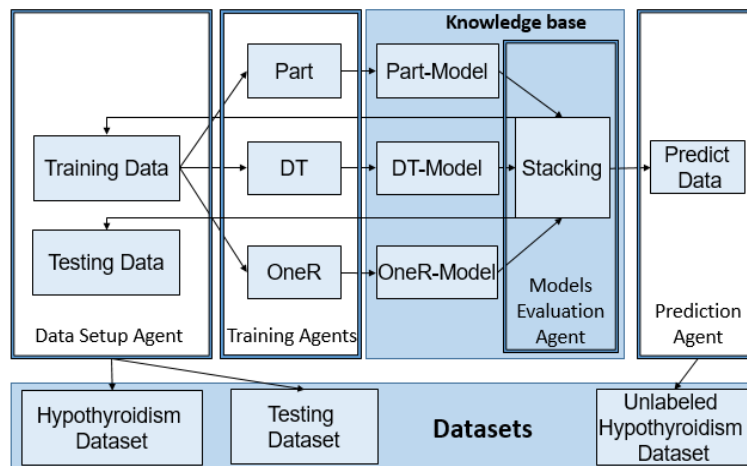 Knowledge base
Part
Part-Model
Training Data
DT
DT-Model
Stacking
Predict
Data
Testing Data
OneR
OneR-Model
Models
Evaluation
Agent
Data Setup Agent
Training Agents
Prediction
Agent
Hypothyroidism
Dataset
Testing
Dataset
Datasets
Unlabeled
Hypothyroidism
Dataset